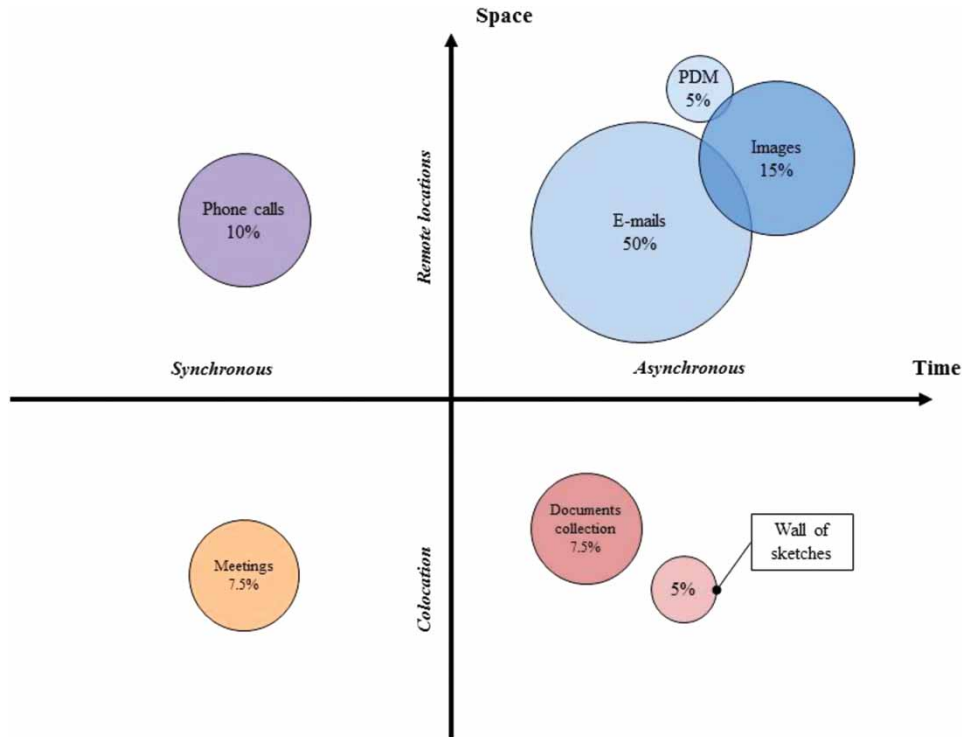 Space
PDM
5%
Images
15%
Phone calls
10%
E-mails
50%
Remote locations
Synchronous
Asynchronous
Time
Documents
collection
7.5%
Wall of
sketches
Meetings
7.5%
5%
Colocation